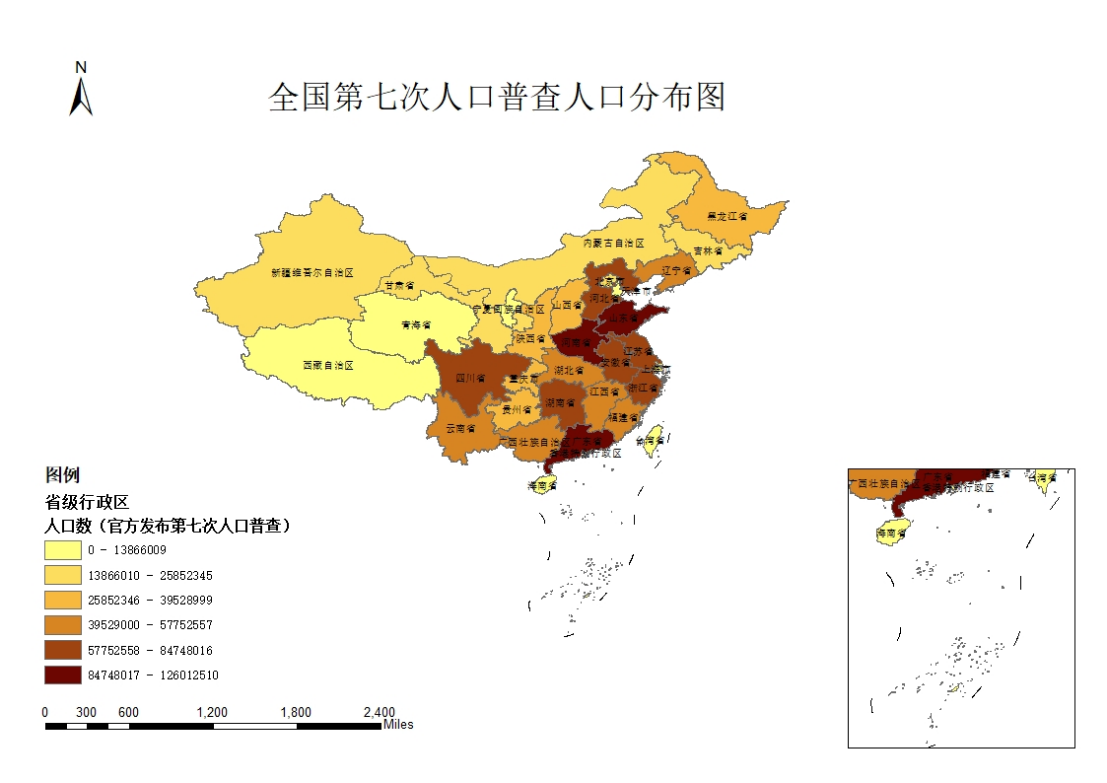 N
全国第七次人口普查人口分布图
黑龙江省
内蒙古自治区
吉林省
新疆维吾尔自治区
辽宁省
甘肃省
北京市
天津市
河北省
宁夏回族自治区
山西省
青海省
山东省
陕西省
河南省
江苏省
西藏自治区
安徽省
上海市
四川省
重庆市
湖北省
浙江省
湖南省
江西省
贵州省
福建省
云南省
广西壮族自治区
广东省
台湾省
香港特别行政区
海南省
图例
省级行政区
人口数（官方发布第七次人口普查）
0 - 13866009
13866010 - 25852345
25852346 - 39528999
39529000 - 57752557
57752558 - 84748016
84748017 - 126012510
0 300 600 1,200 1,800 2,400
Miles
广西壮族自治区
广东省
福建省
台湾省
香港特别行政区
海南省